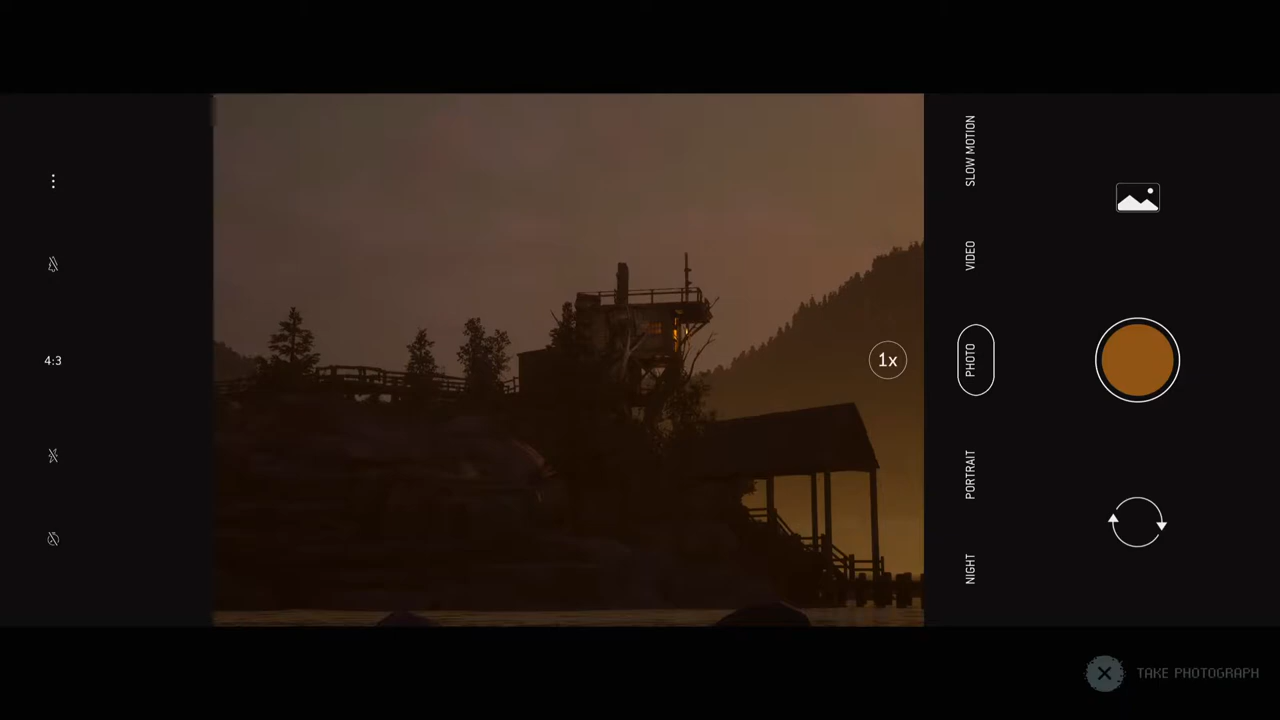 4:3
1x
SLOW MOTION
VIDEO
PHOTO
PORTRAIT
NIGHT
TAKE PHOTOGRAPH